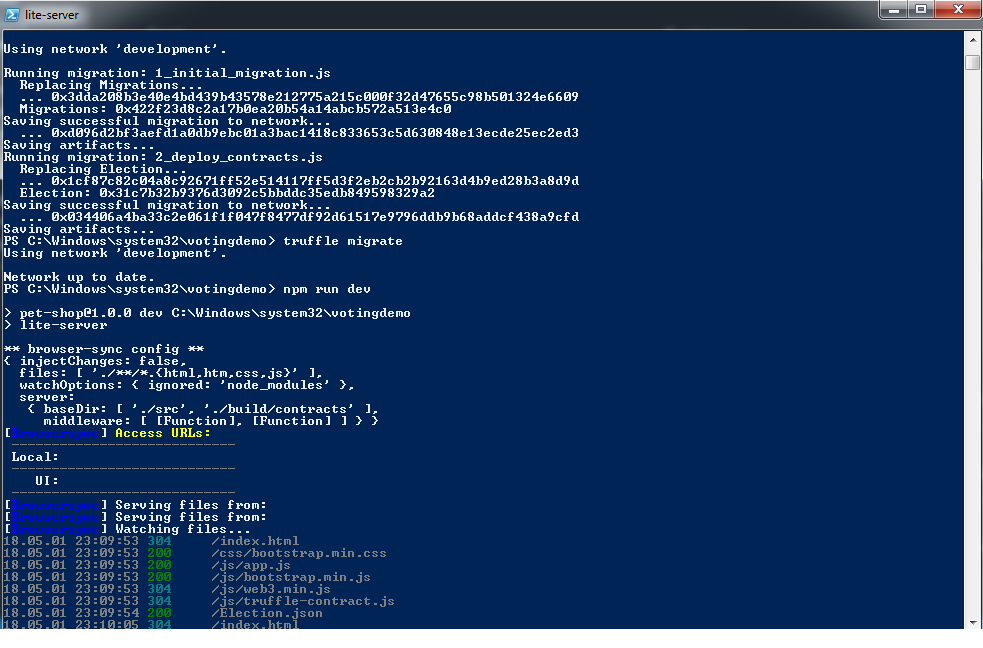 lite-server
Using network 'development'.
Running migration: 1_initial_migration.js
Replacing Migrations...
... 0x3dda208b3e40e4bd439b43578e212775a215c000f32d47655c98b501324e6609
Migrations: 0x422f23d8c2a17b0ea20b54a14abcb572a513e4c0
Saving successful migration to network...
... 0xd096d2bf3aefd1a0db9ebc01a3bac1418c833653c5d630848e13ecde25ec2ed3
Saving artifacts...
Running migration: 2_deploy_contracts.js
Replacing Election...
... 0x1cf87c82c04a8c92671ff52e514117ff5d3f2eb2cb2b92163d4b9ed28b3a8d9d
Election: 0x31c7b32b9376d3092c5bbddc35edb849598329a2
Saving successful migration to network...
... 0x034406a4ba33c2e061f1f047f8477df92d61517e9796ddb9b68addcf438a9cfd
Saving artifacts...
PS C:\Windows\system32\votingdemo> truffle migrate
Using network 'development'.
Network up to date.
PS C:\Windows\system32\votingdemo> npm run dev
> pet-shop@1.0.0 dev C:\Windows\system32\votingdemo
> lite-server
** browser-sync config **
{ injectChanges: false,
files: [ './**/*.{html,htm,css,js}' ],
watchOptions: { ignored: 'node_modules' },
server:
{ baseDir: [ './src', './build/contracts' ],
middleware: [ [Function], [Function] ] } }
[Browsersync] Access URLs:
----------------------------
Local:
----------------------------
UI:
----------------------------
[Browsersync] Serving files from:
[Browsersync] Serving files from:
[Browsersync] Watching files...
18.05.01 23:09:53 304 /index.html
18.05.01 23:09:53 200 /css/bootstrap.min.css
18.05.01 23:09:53 200 /js/app.js
18.05.01 23:09:53 200 /js/bootstrap.min.js
18.05.01 23:09:53 304 /js/web3.min.js
18.05.01 23:09:53 304 /js/truffle-contract.js
18.05.01 23:09:54 200 /Election.json
18.05.01 23:10:05 304 /index.html